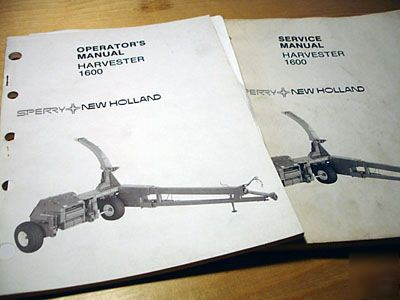 OPERATOR'S
MANUAL
HARVESTER
1600
SPERRY NEW HOLLAND
SERVICE
MANUAL
HARVESTER
1600
SPERRY NEW HOLLAND